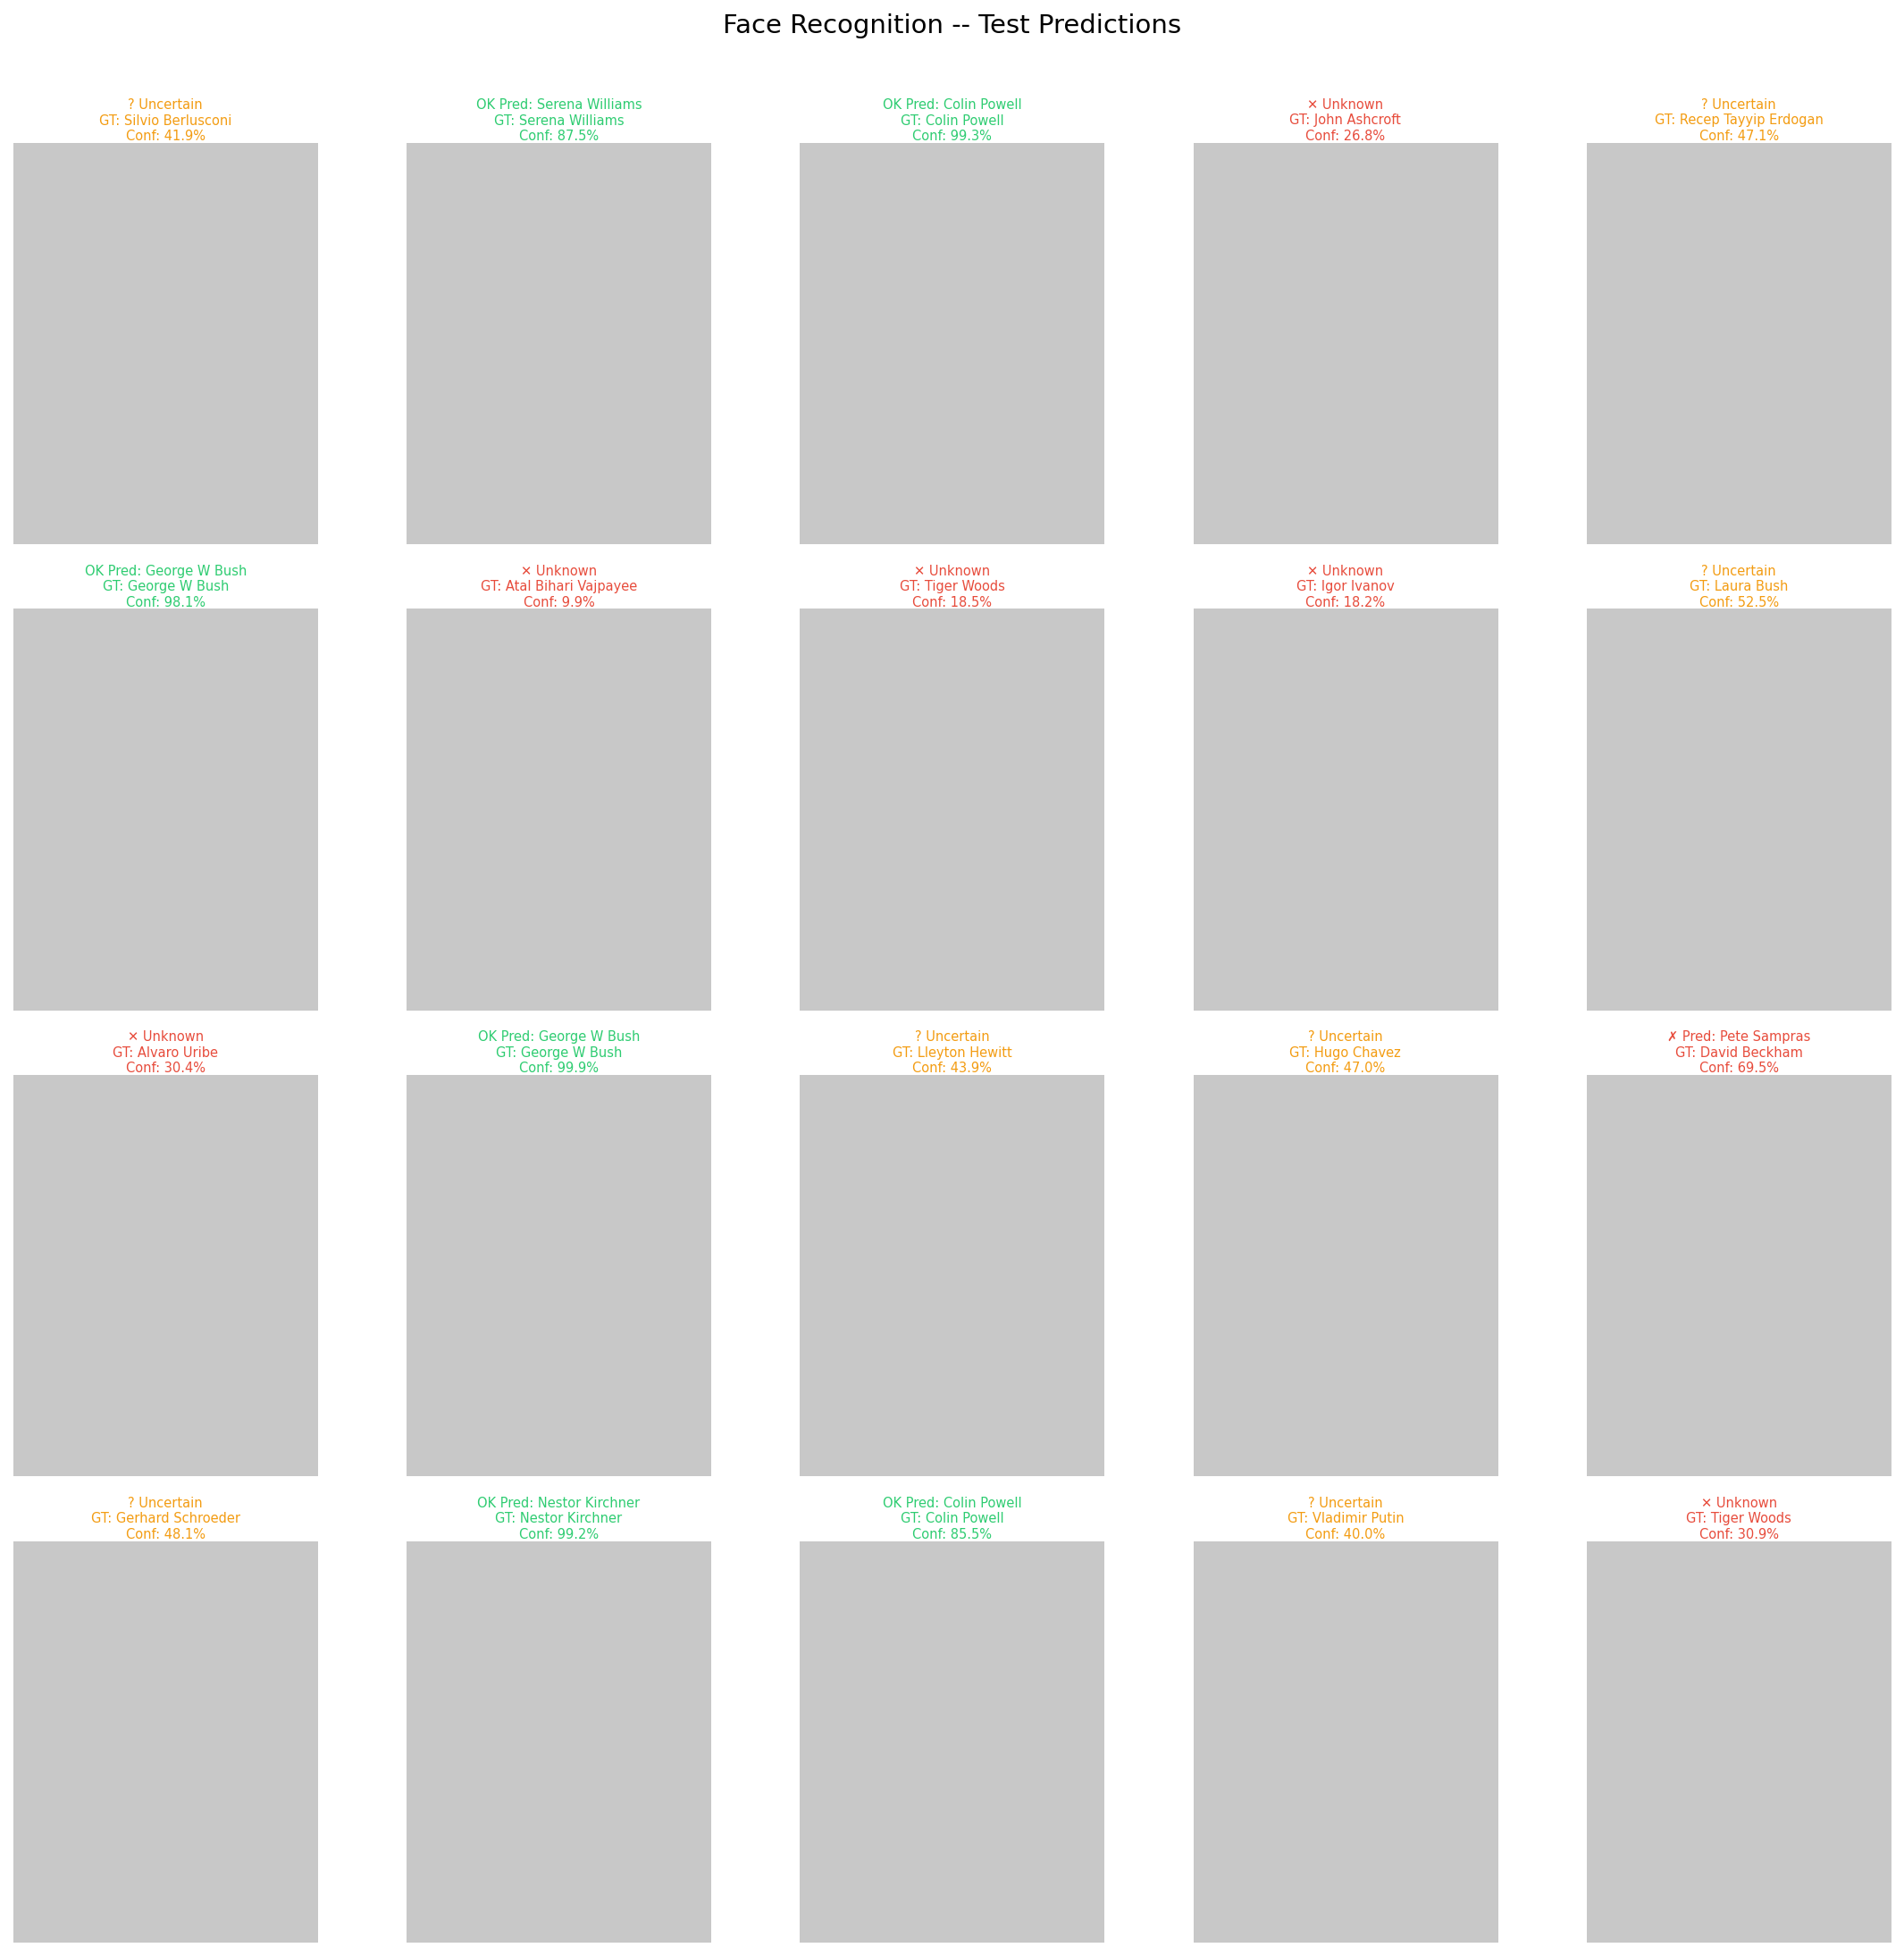 Face Recognition -- Test Predictions
? Uncertain
GT: Silvio Berlusconi
Conf: 41.9%
OK Pred: Serena Williams
GT: Serena Williams
Conf: 87.5%
OK Pred: Colin Powell
GT: Colin Powell
Conf: 99.3%
✕ Unknown
GT: John Ashcroft
Conf: 26.8%
? Uncertain
GT: Recep Tayyip Erdogan
Conf: 47.1%
OK Pred: George W Bush
GT: George W Bush
Conf: 98.1%
✕ Unknown
GT: Atal Bihari Vajpayee
Conf: 9.9%
✕ Unknown
GT: Tiger Woods
Conf: 18.5%
✕ Unknown
GT: Igor Ivanov
Conf: 18.2%
? Uncertain
GT: Laura Bush
Conf: 52.5%
✕ Unknown
GT: Alvaro Uribe
Conf: 30.4%
OK Pred: George W Bush
GT: George W Bush
Conf: 99.9%
? Uncertain
GT: Lleyton Hewitt
Conf: 43.9%
? Uncertain
GT: Hugo Chavez
Conf: 47.0%
✗ Pred: Pete Sampras
GT: David Beckham
Conf: 69.5%
? Uncertain
GT: Gerhard Schroeder
Conf: 48.1%
OK Pred: Nestor Kirchner
GT: Nestor Kirchner
Conf: 99.2%
OK Pred: Colin Powell
GT: Colin Powell
Conf: 85.5%
? Uncertain
GT: Vladimir Putin
Conf: 40.0%
✕ Unknown
GT: Tiger Woods
Conf: 30.9%